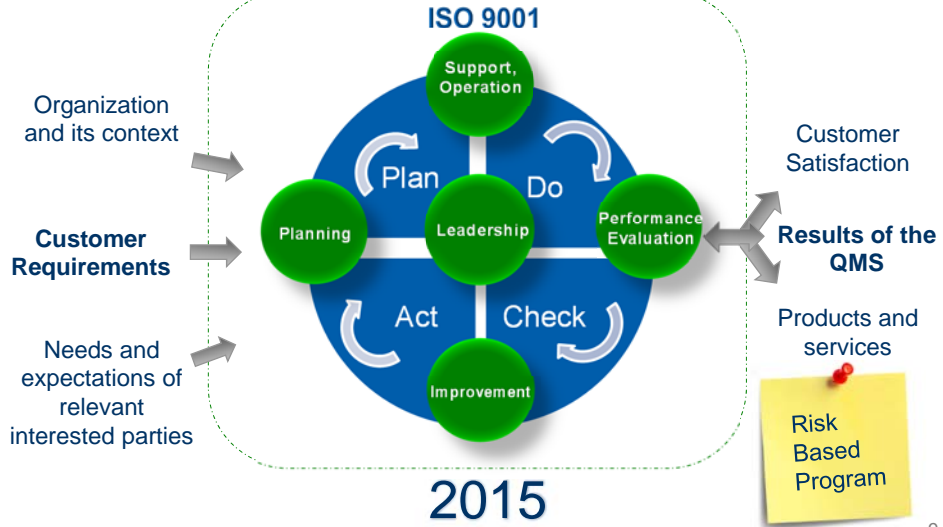 ISO 9001
Support,
Operation
Organization
and its context
Customer
Satisfaction
Plan
Do
Planning
Leadership
Performance
Evaluation
Customer
Requirements
Results of the
QMS
Act
Check
Products and
services
Needs and
expectations of
relevant
interested parties
Improvement
Risk
Based
Program
2015